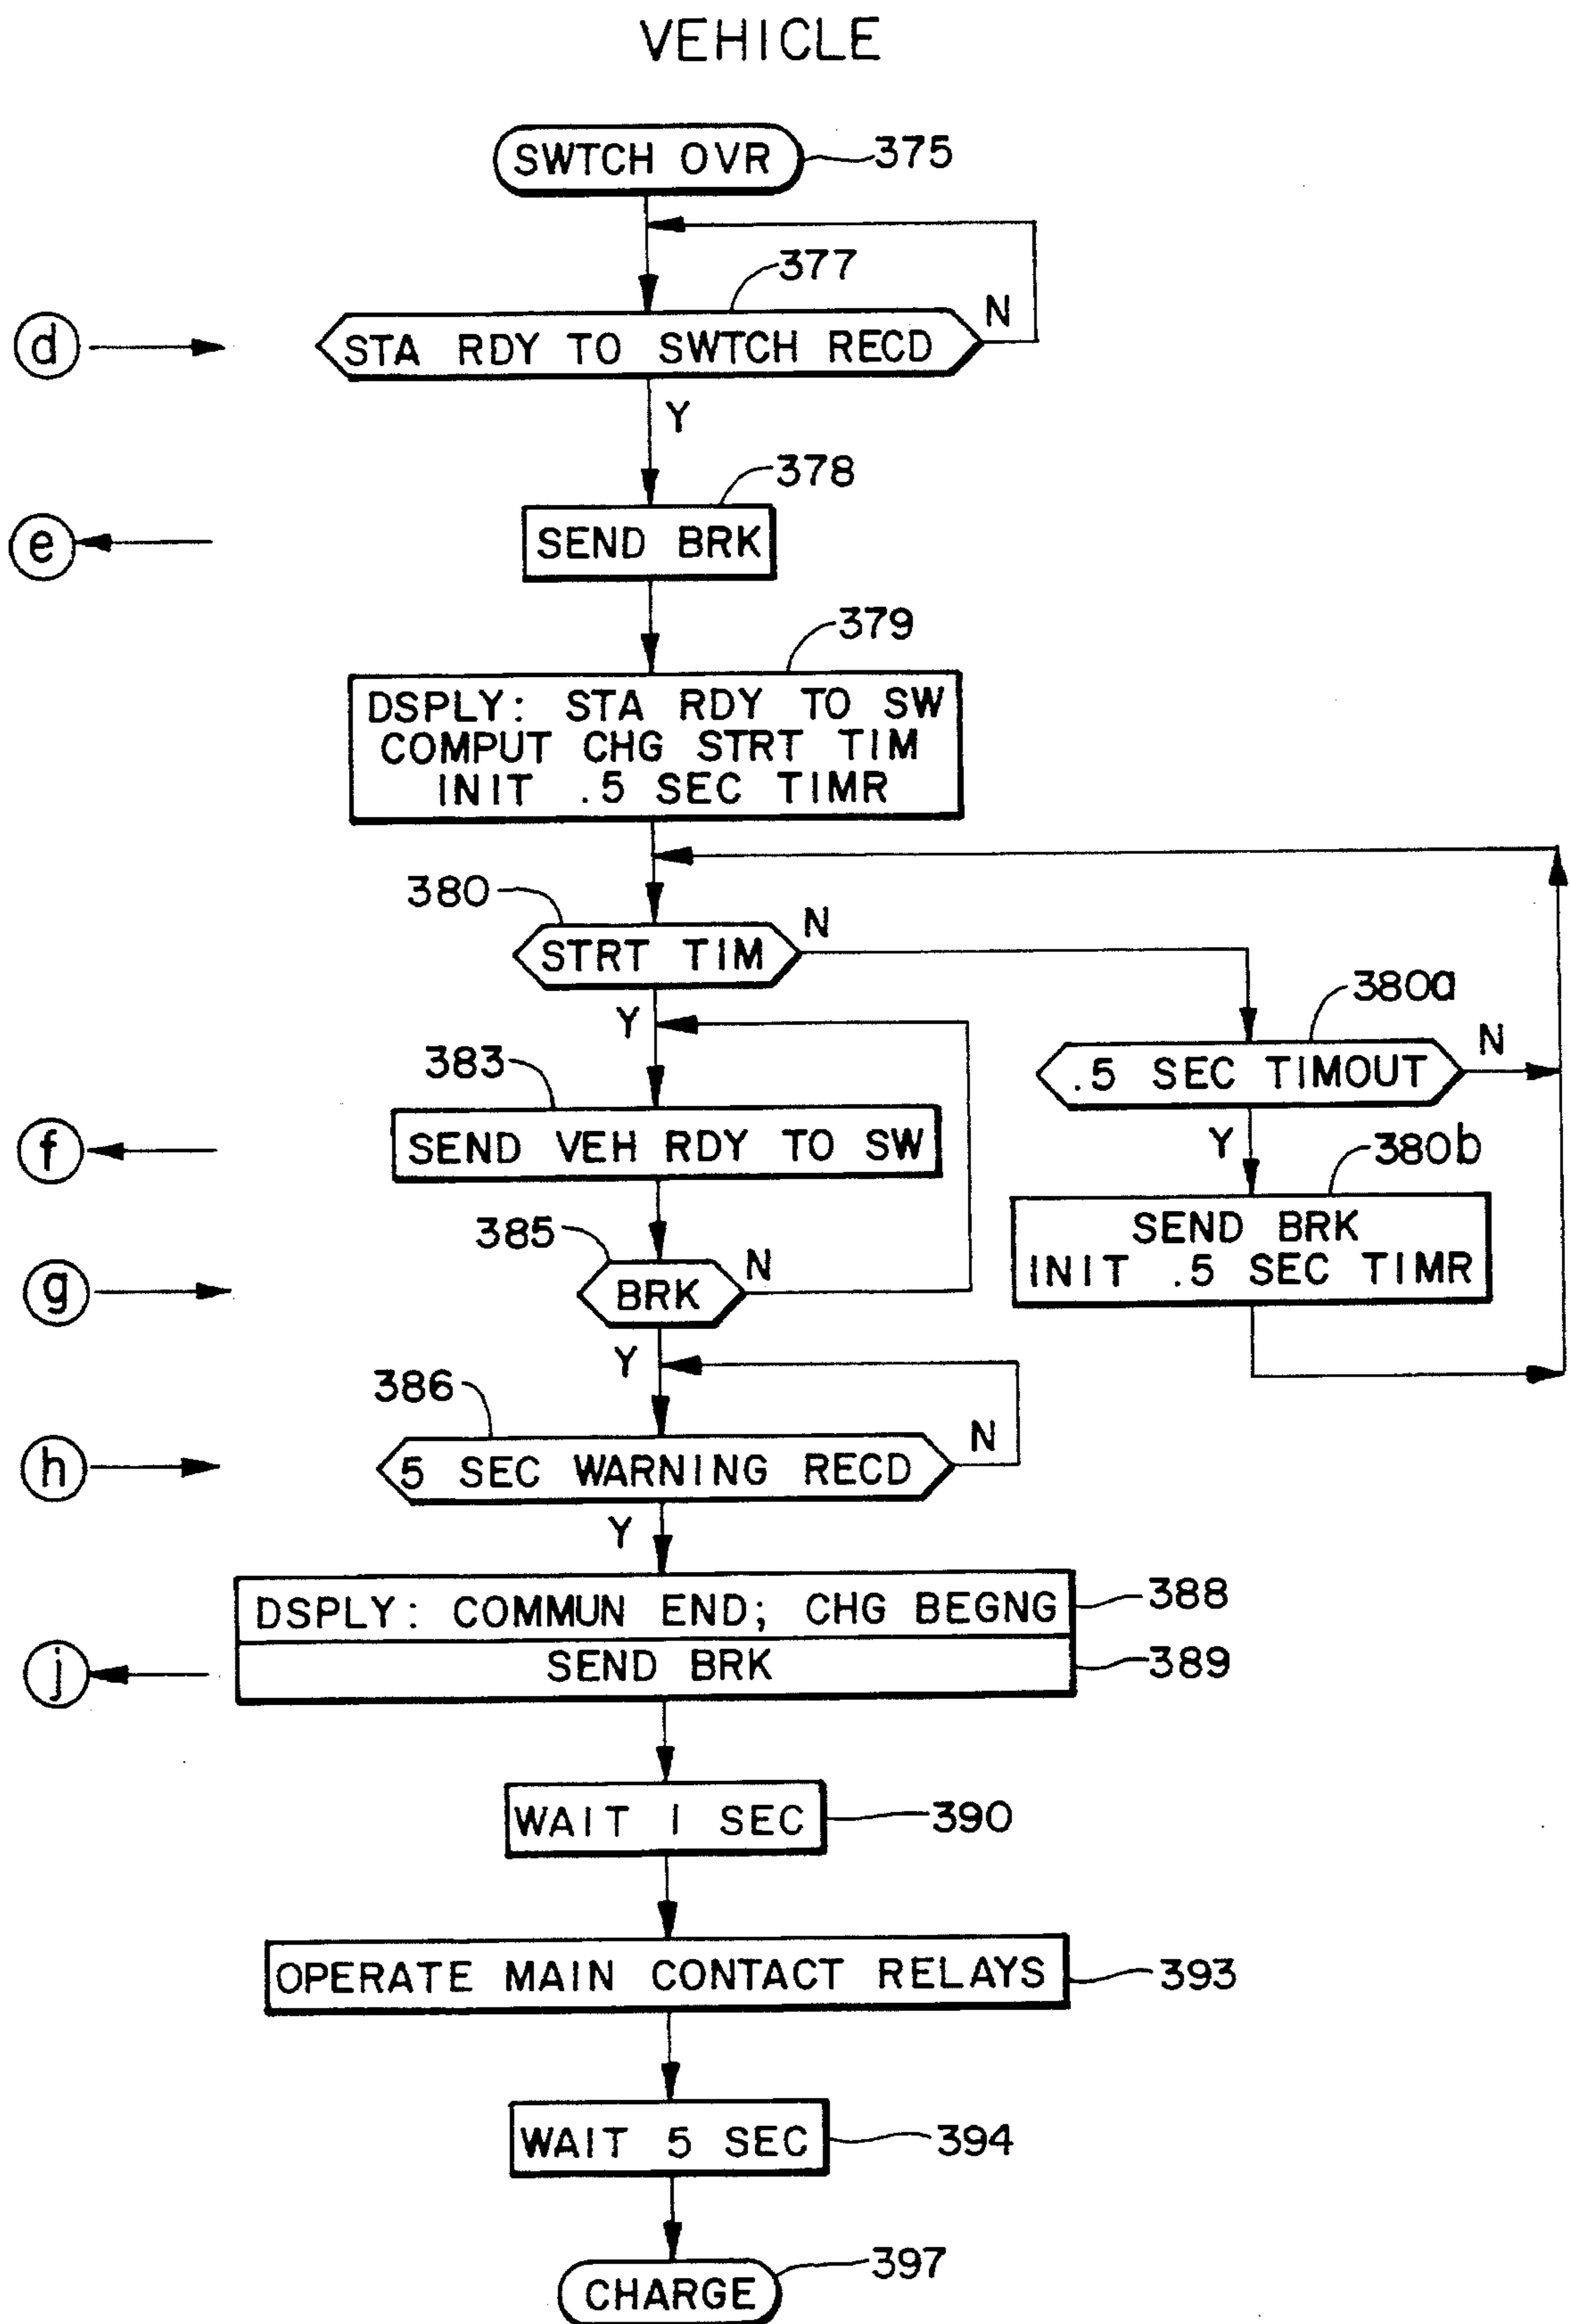 VEHICLE
SWTCH OVR
375
377
N
d
STA RDY TO SWTCH RECD
Y
378
e
SEND BRK
379
DSPLY: STA RDY TO SW
COMPUT CHG STRT TIM
INIT .5 SEC TIMR
380
N
STRT TIM
380a
Y
N
383
.5 SEC TIMOUT
f
SEND VEH RDY TO SW
Y
380b
385
SEND BRK
INIT .5 SEC TIMR
N
g
BRK
Y
386
N
h
5 SEC WARNING RECD
Y
DSPLY: COMMUN END; CHG BEGNG
388
j
SEND BRK
389
WAIT 1 SEC
390
OPERATE MAIN CONTACT RELAYS
393
WAIT 5 SEC
394
397
CHARGE